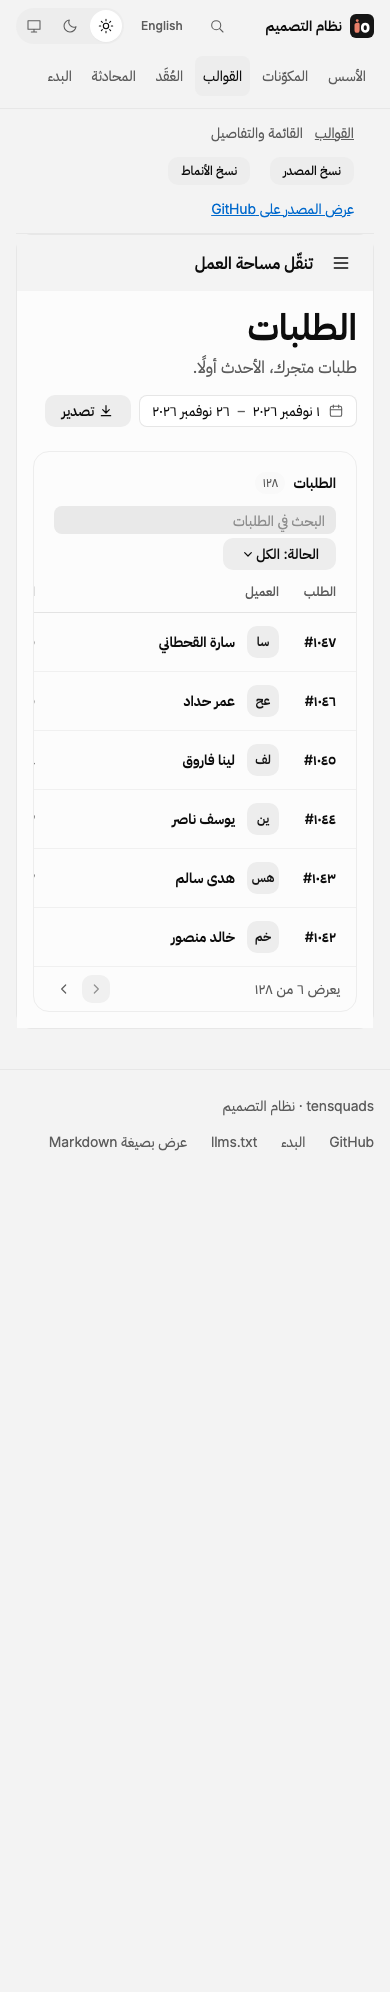 نظام التصميم
English
الأسس
المكوّنات
القوالب
العُقَد
المحادثة
البدء
القوالب
القائمة والتفاصيل
نسخ المصدر
نسخ الأنماط
عرض المصدر على GitHub
تنقّل مساحة العمل
الطلبات
طلبات متجرك، الأحدث أولًا.
١ نوفمبر ٢٠٢٦ – ٢٦ نوفمبر ٢٠٢٦
تصدير
الطلبات ١٢٨
البحث في الطلبات
الحالة: الكل
الطلب العميل
#١٠٤٧ سا سارة القحطاني
#١٠٤٦ عح عمر حداد
#١٠٤٥ لف لينا فاروق
#١٠٤٤ ين يوسف ناصر
#١٠٤٣ هس هدى سالم
#١٠٤٢ خم خالد منصور
يعرض ٦ من ١٢٨
tensquads · نظام التصميم
GitHub
البدء
llms.txt
عرض بصيغة Markdown